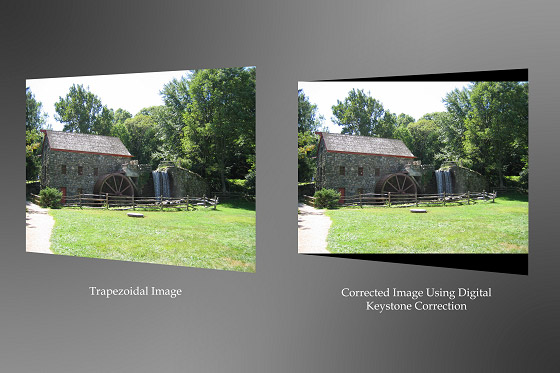 Trapezoidal Image
Corrected Image Using Digital
Keystone Correction